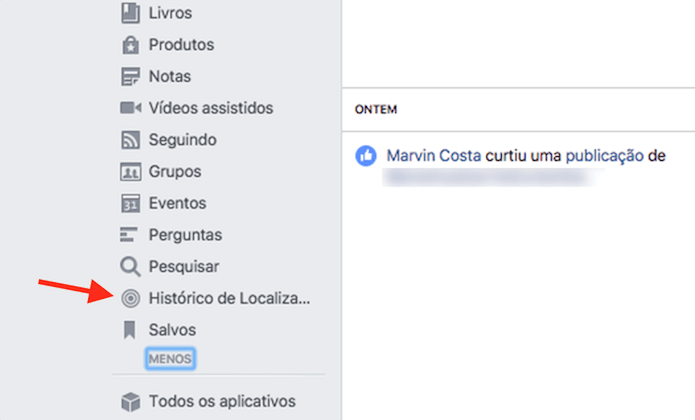 Livros
Produtos
Notas
Vídeos assistidos
Seguindo
Grupos
31 Eventos
Perguntas
Pesquisar
Histórico de Localiza...
Salvos
MENOS
Todos os aplicativos
ONTEM
Marvin Costa curtiu uma publicação de